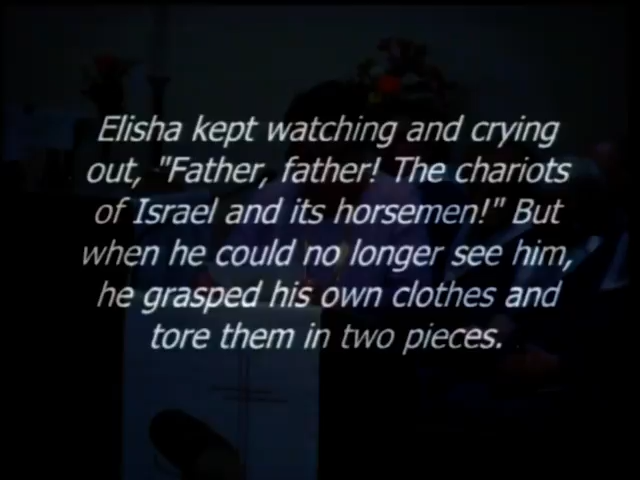 Elisha kept watching and crying
out, "Father, father! The chariots
of Israel and its horsemen!" But
when he could no longer see him,
he grasped his own clothes and
tore them in two pieces.